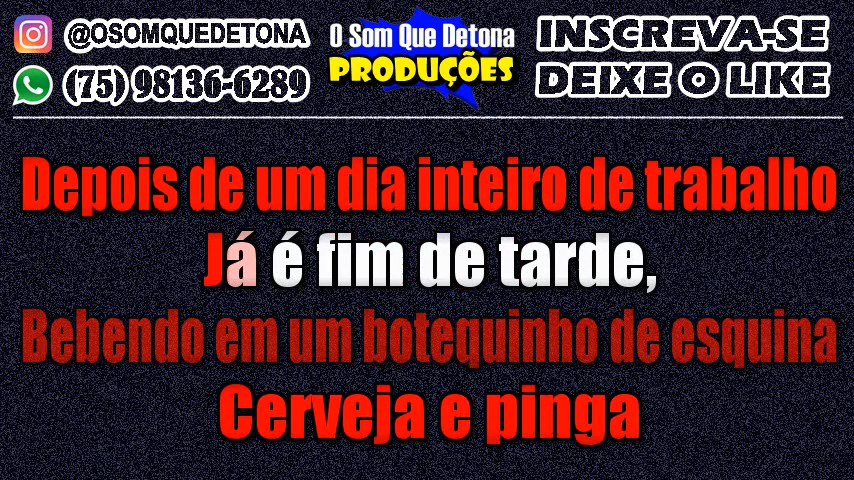 @OSOMQUEDETONA
(75) 98136-6289
O Som Que Detona
PRODUÇÕES
INSCREVA-SE
DEIXE O LIKE
Depois de um dia inteiro de trabalho
Já é fim de tarde,
Bebendo em um botequinho de esquina
Cerveja e pinga